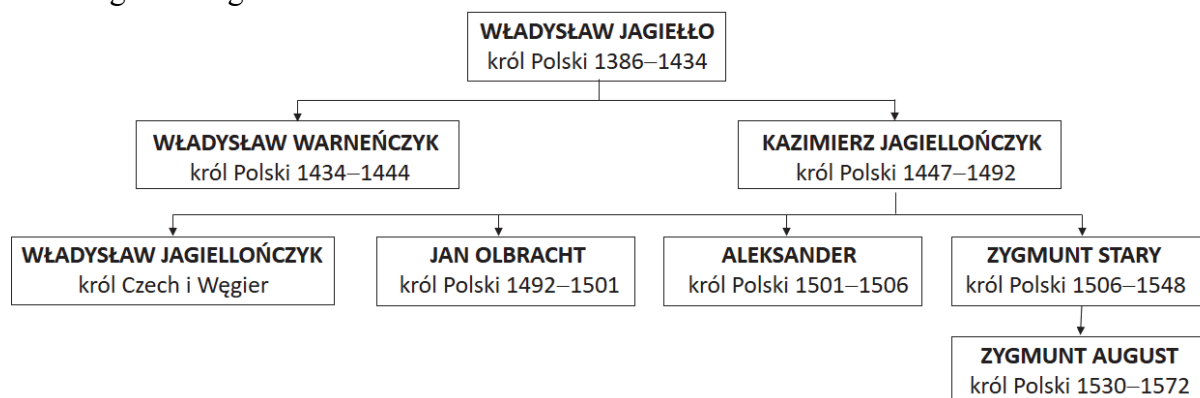 WŁADYSŁAW JAGIEŁŁO
król Polski 1386–1434
WŁADYSŁAW WARNEŃCZYK
król Polski 1434–1444
KAZIMIERZ JAGIELLOŃCZYK
król Polski 1447–1492
WŁADYSŁAW JAGIELLOŃCZYK
król Czech i Węgier
JAN OLBRACHT
król Polski 1492–1501
ALEKSANDER
król Polski 1501–1506
ZYGMUNT STARY
król Polski 1506–1548
ZYGMUNT AUGUST
król Polski 1530–1572